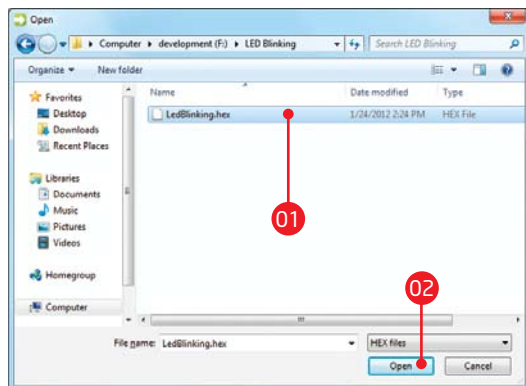 Open
Computer ▸ development (F:) ▸ LED Blinking
Search LED Blinking
Organize
New folder
Name
Date modified
Type
Favorites
Desktop
Downloads
Recent Places
Libraries
Documents
Music
Pictures
Videos
Homegroup
Computer
LedBlinking.hex
1/24/2012 2:24 PM
HEX File
01
02
File name:
LedBlinking.hex
HEX files
Open
Cancel